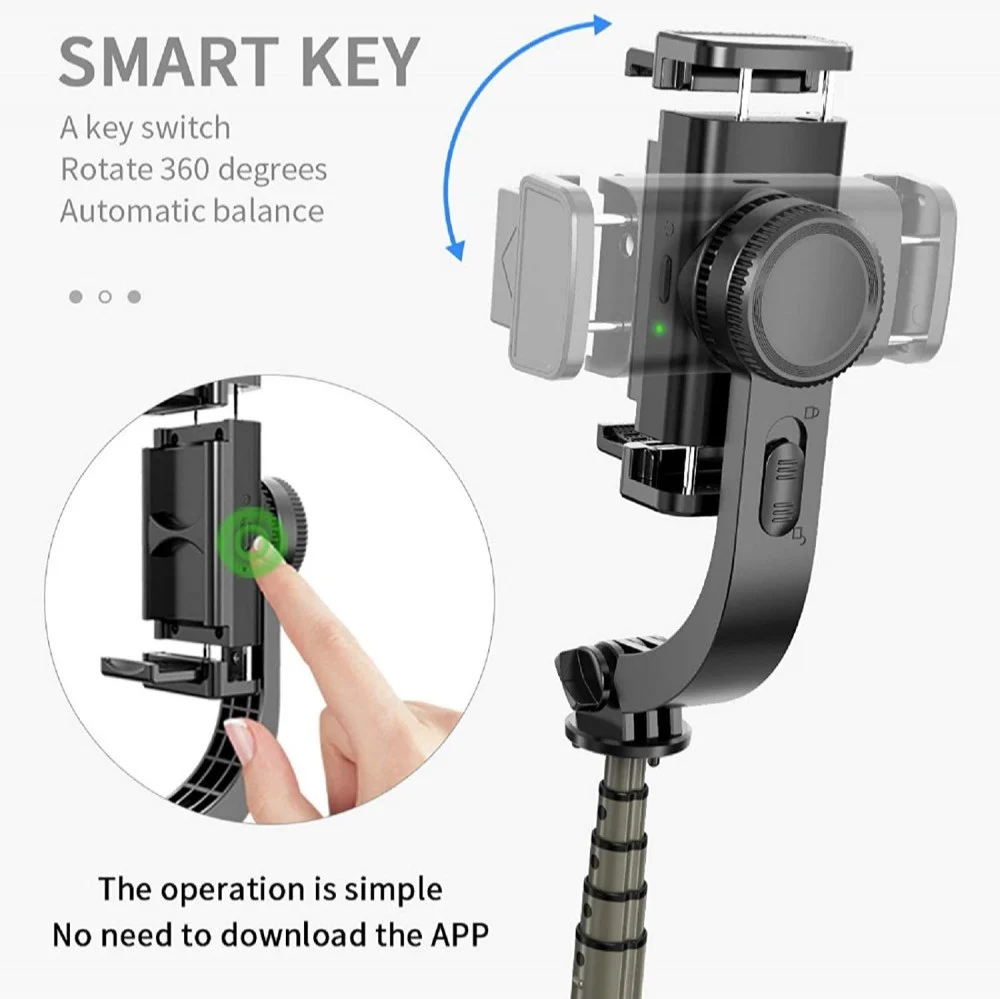 SMART KEY
A key switch
Rotate 360 degrees
Automatic balance
The operation is simple
No need to download the APP